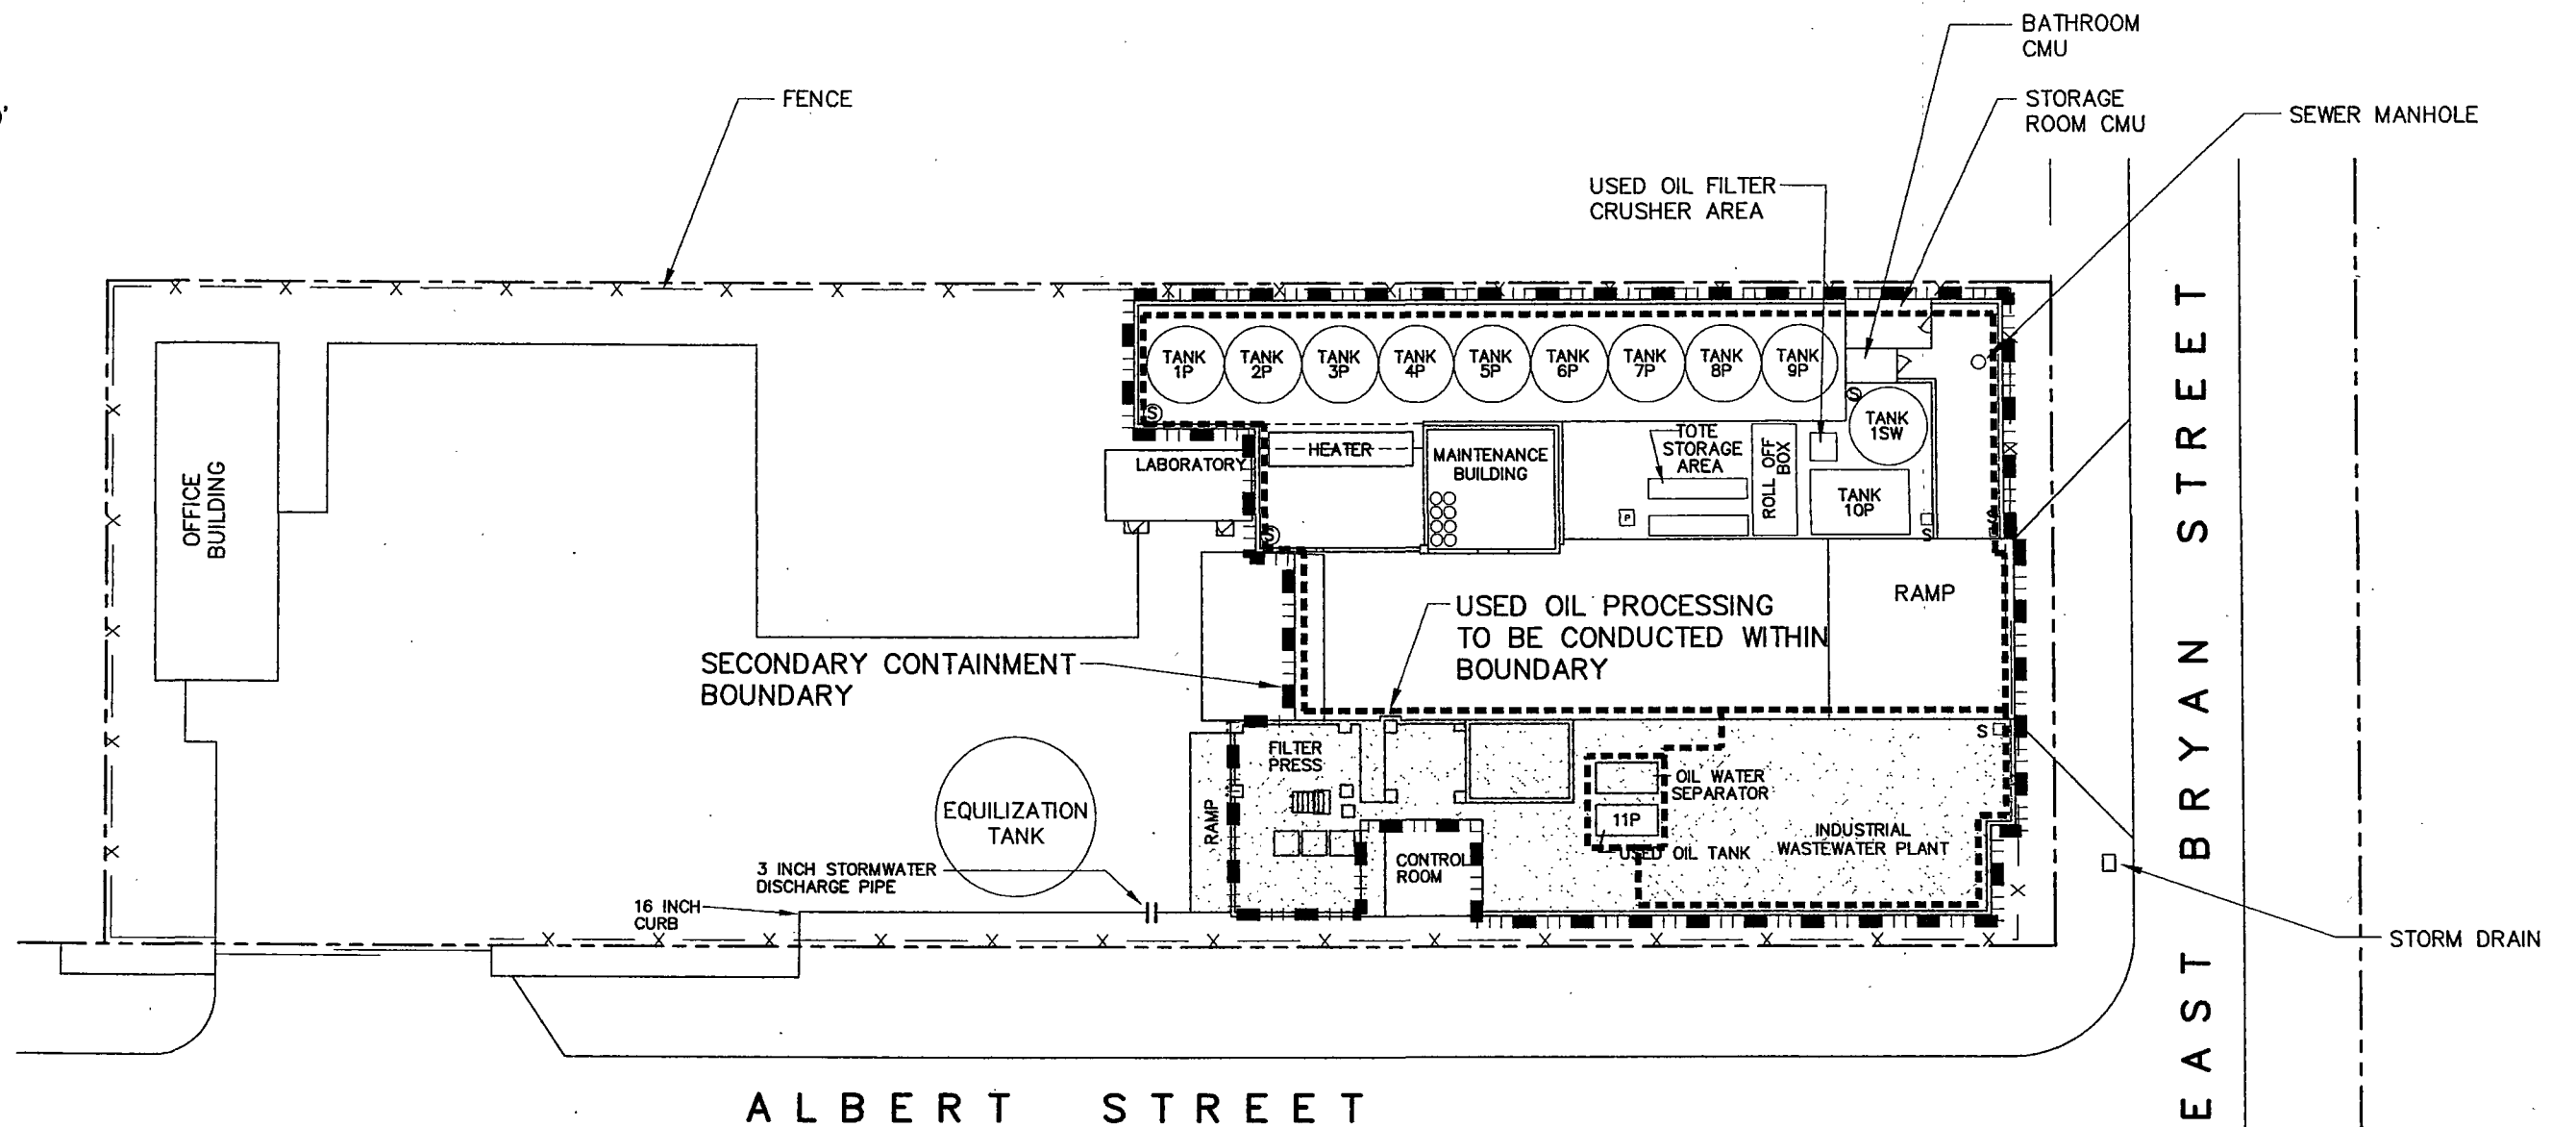 BATHROOM
CMU
FENCE
STORAGE
ROOM CMU
SEWER MANHOLE
USED OIL FILTER
CRUSHER AREA
TANK
1P
TANK
2P
TANK
3P
TANK
4P
TANK
5P
TANK
6P
TANK
7P
TANK
8P
TANK
9P
S
S
TANK
1SW
LABORATORY
HEATER
MAINTENANCE
BUILDING
TOTE
STORAGE
AREA
ROLL OFF
BOX
TANK
10P
P
S
S
S
OFFICE
BUILDING
RAMP
USED OIL PROCESSING
TO BE CONDUCTED WITHIN
BOUNDARY
SECONDARY CONTAINMENT
BOUNDARY
S
FILTER
PRESS
OIL WATER
SEPARATOR
11P
USED OIL TANK
INDUSTRIAL
WASTEWATER PLANT
EQUILIZATION
TANK
RAMP
CONTROL
ROOM
3 INCH STORMWATER
DISCHARGE PIPE
16 INCH
CURB
STORM DRAIN
ALBERT STREET
EAST BRYAN STREET